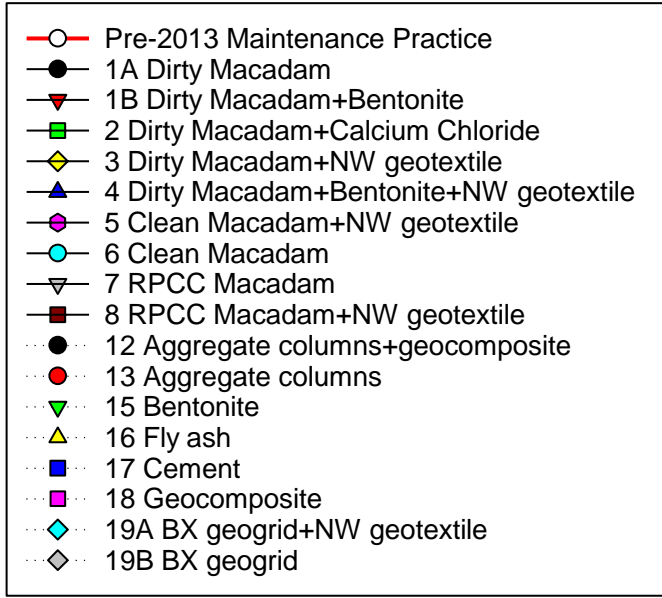 Pre-2013 Maintenance Practice
1A Dirty Macadam
1B Dirty Macadam+Bentonite
2 Dirty Macadam+Calcium Chloride
3 Dirty Macadam+NW geotextile
4 Dirty Macadam+Bentonite+NW geotextile
5 Clean Macadam+NW geotextile
6 Clean Macadam
7 RPCC Macadam
8 RPCC Macadam+NW geotextile
12 Aggregate columns+geocomposite
13 Aggregate columns
15 Bentonite
16 Fly ash
17 Cement
18 Geocomposite
19A BX geogrid+NW geotextile
19B BX geogrid